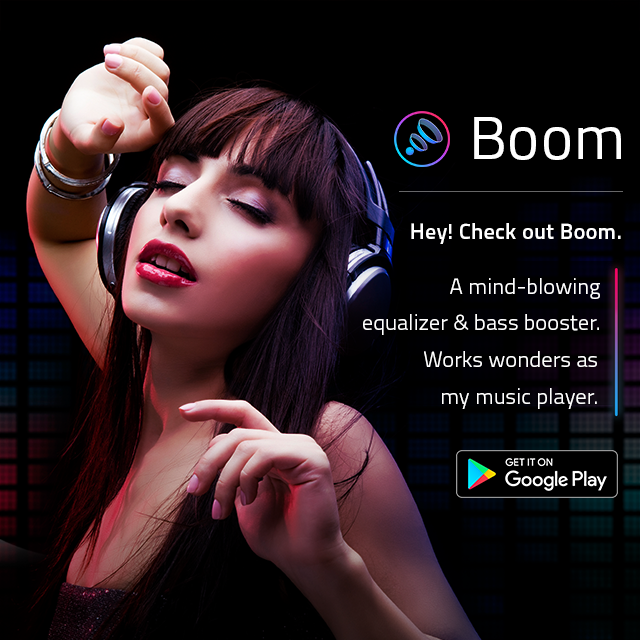 Boom
Hey! Check out Boom.
A mind-blowing
equalizer & bass booster.
Works wonders as
my music player.
GET IT ON
Google Play